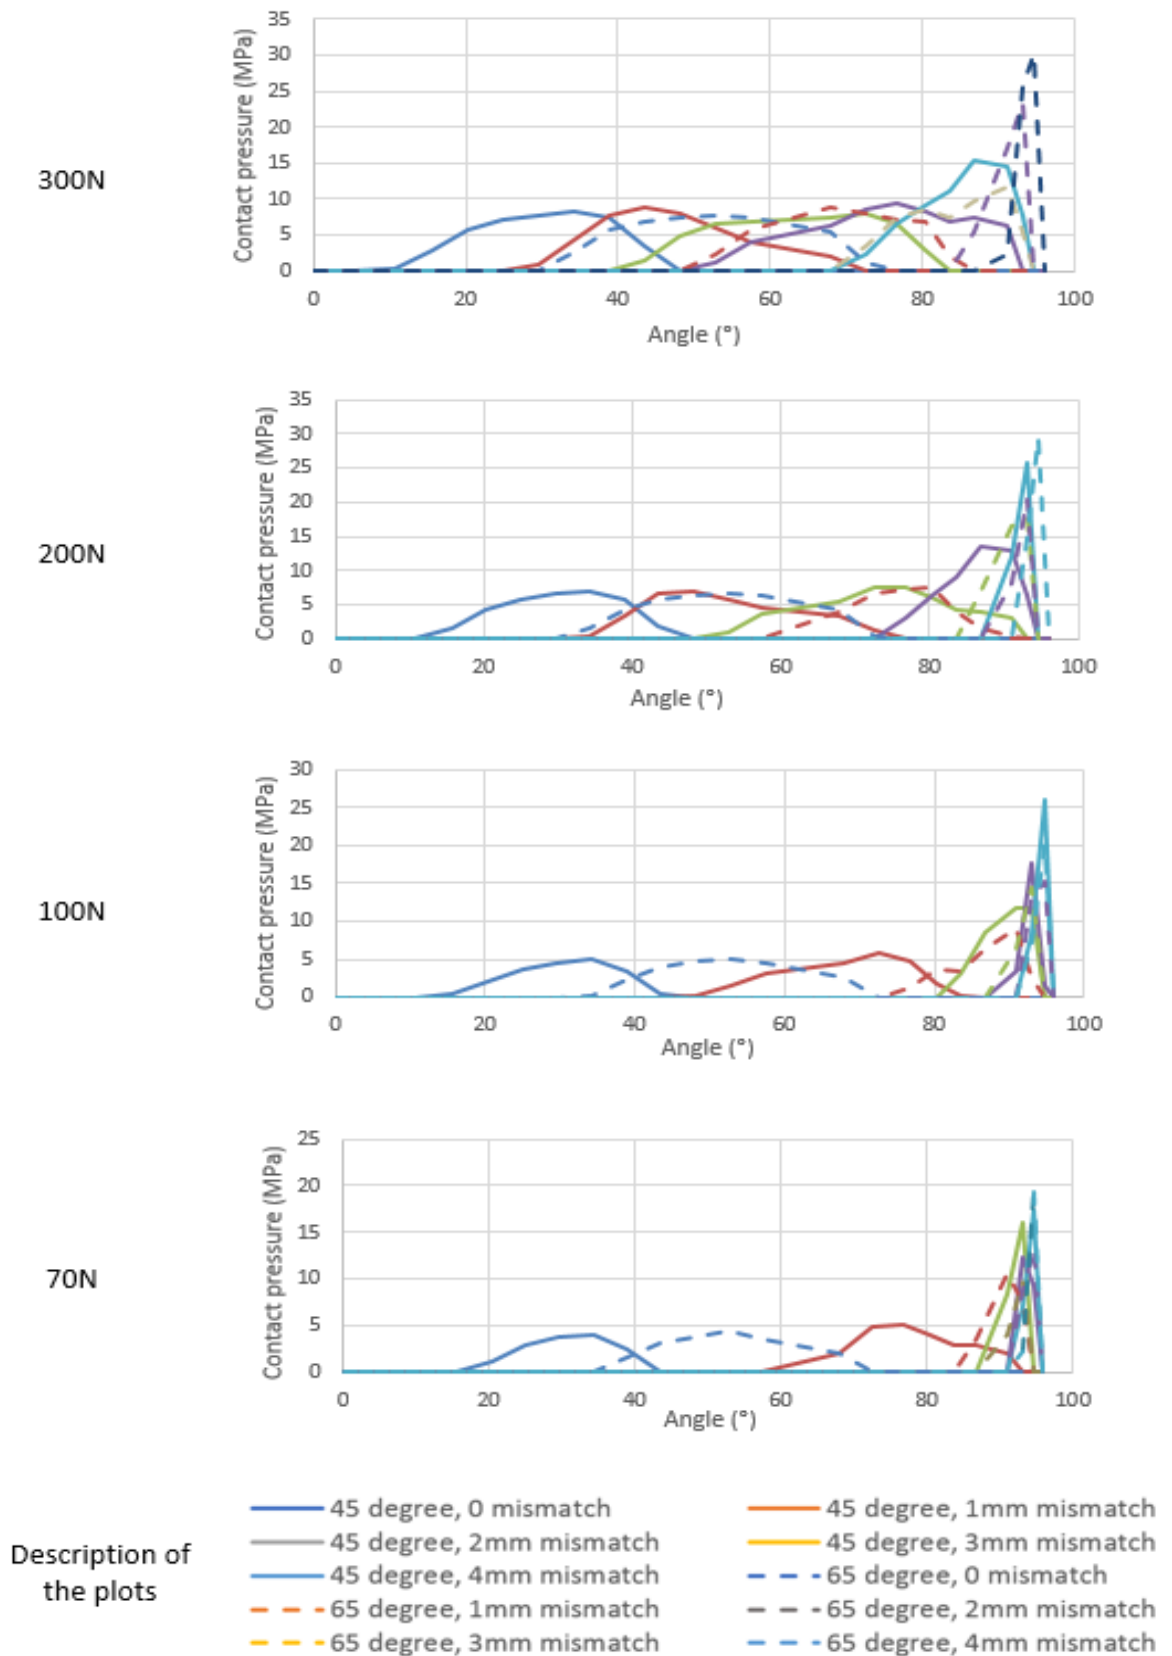 Contact pressure (MPa)
35
30
25
20
15
10
5
0
300N
0 20 40 60 80 100
Angle (°)
Contact pressure (MPa)
35
30
25
20
15
10
5
0
200N
0 20 40 60 80 100
Angle (°)
Contact pressure (MPa)
30
25
20
15
10
5
0
100N
0 20 40 60 80 100
Angle (°)
Contact pressure (MPa)
25
20
15
10
5
0
70N
0 20 40 60 80 100
Angle (°)
Description of
the plots
45 degree, 0 mismatch 45 degree, 1mm mismatch
45 degree, 2mm mismatch 45 degree, 3mm mismatch
45 degree, 4mm mismatch 65 degree, 0 mismatch
65 degree, 1mm mismatch 65 degree, 2mm mismatch
65 degree, 3mm mismatch 65 degree, 4mm mismatch